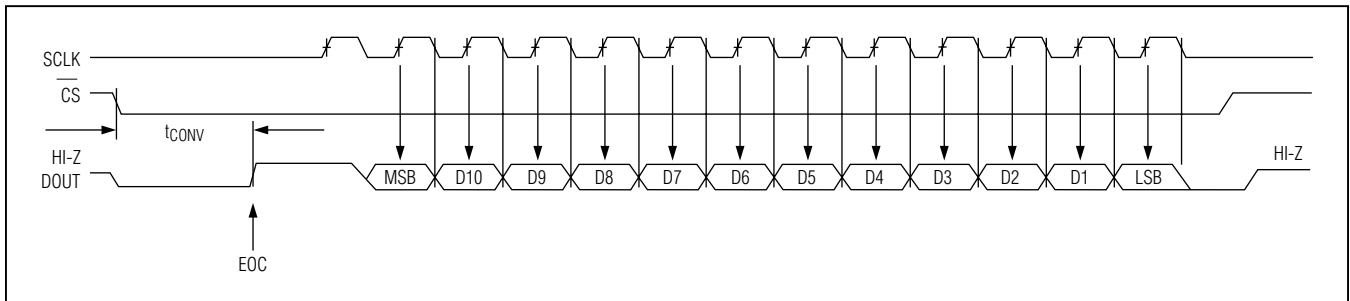 SCLK
CS
tCONV
HI-Z
DOUT
MSB D10 D9 D8 D7 D6 D5 D4 D3 D2 D1 LSB
HI-Z
EOC